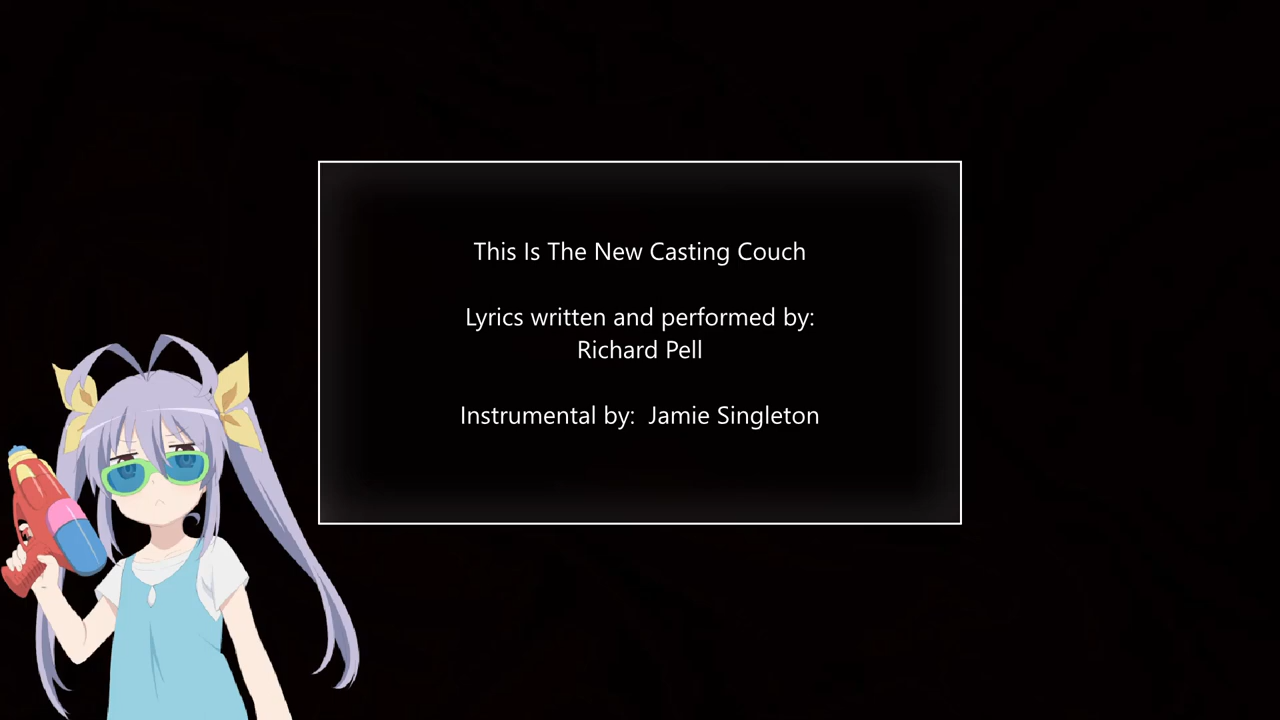 This Is The New Casting Couch
Lyrics written and performed by:
Richard Pell
Instrumental by:  Jamie Singleton